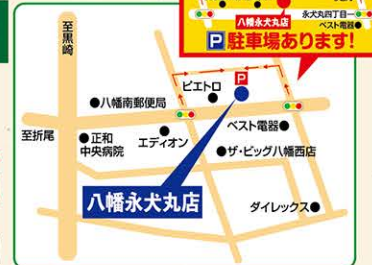 八幡永犬丸店
永犬丸四丁目
ベスト電器
P 駐車場あります!
至黒崎
P
ピエトロ
八幡南郵便局
至折尾
正和
中央病院
エディオン
ベスト電器
ザ・ビッグ八幡西店
八幡永犬丸店
ダイレックス